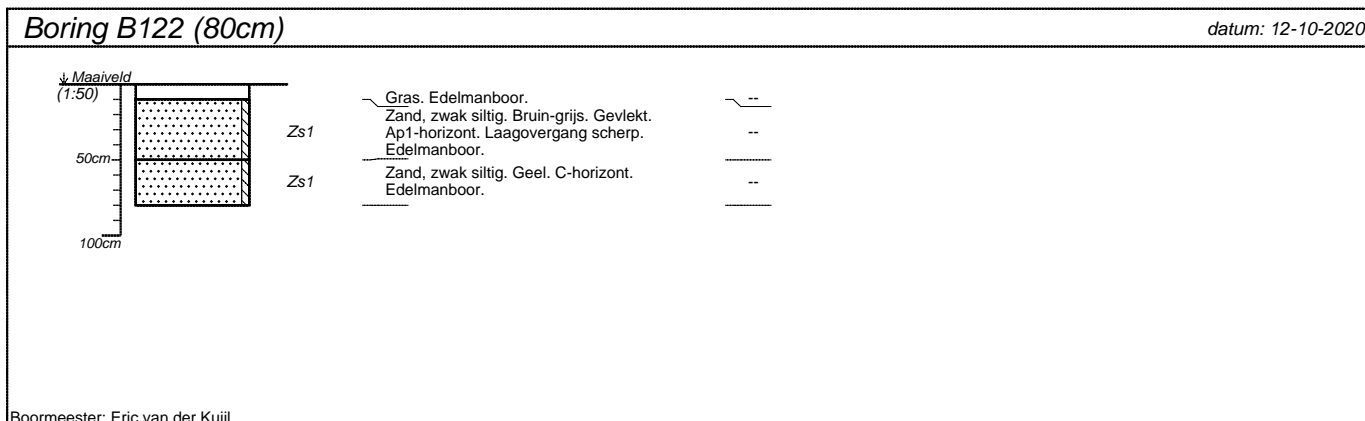 Boring B122 (80cm)
datum: 12-10-2020
Maaiveld
(1:50)
Gras. Edelmanboor.
--
Zs1
Zand, zwak siltig. Bruin-grijs. Gevlekt.
Ap1-horizont. Laagovergang scherp.
Edelmanboor.
--
50cm
Zs1
Zand, zwak siltig. Geel. C-horizont.
Edelmanboor.
--
100cm
Boormeester: Eric van der Kuijl